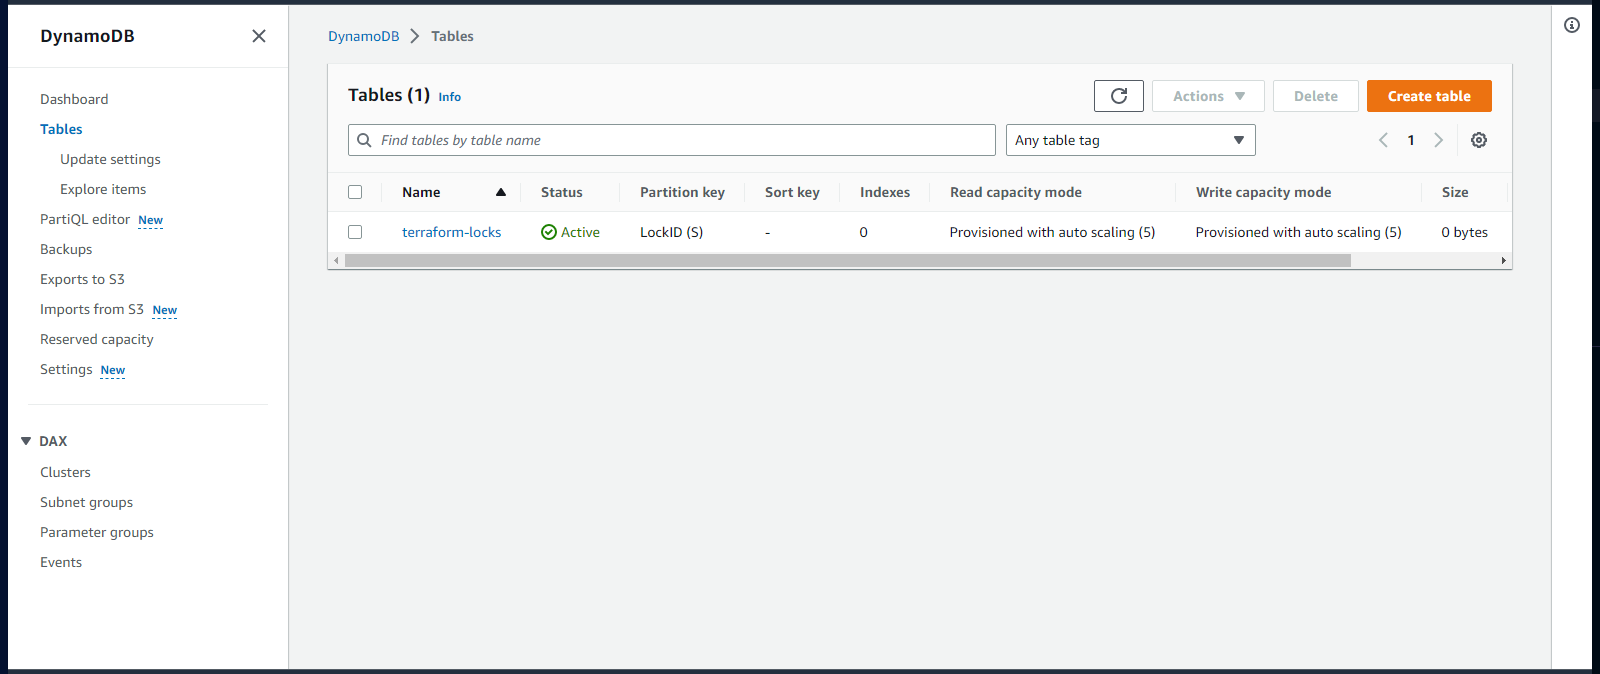 DynamoDB
Dashboard
Tables
Update settings
Explore items
PartiQL editor New
Backups
Exports to S3
Imports from S3 New
Reserved capacity
Settings New
DAX
Clusters
Subnet groups
Parameter groups
Events
DynamoDB Tables
Tables (1) Info
Actions Delete Create table
Find tables by table name Any table tag 1
Name Status Partition key Sort key Indexes Read capacity mode Write capacity mode Size
terraform-locks Active LockID (S) - 0 Provisioned with auto scaling (5) Provisioned with auto scaling (5) 0 bytes